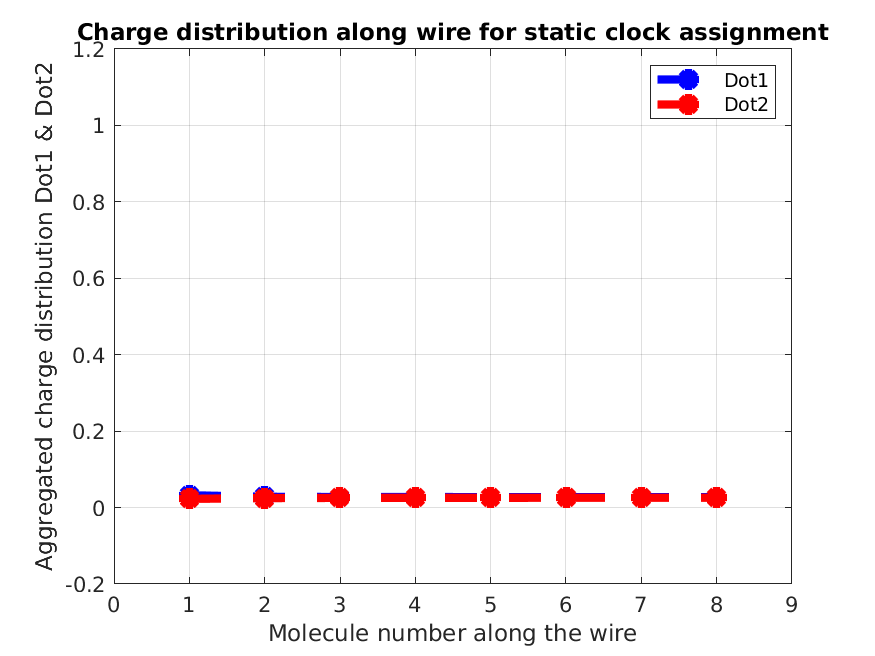 Charge distribution along wire for static clock assignment
Dot1
Dot2
Aggregated charge distribution Dot1 & Dot2
1.2
1
0.8
0.6
0.4
0.2
0
-0.2
0 1 2 3 4 5 6 7 8 9
Molecule number along the wire